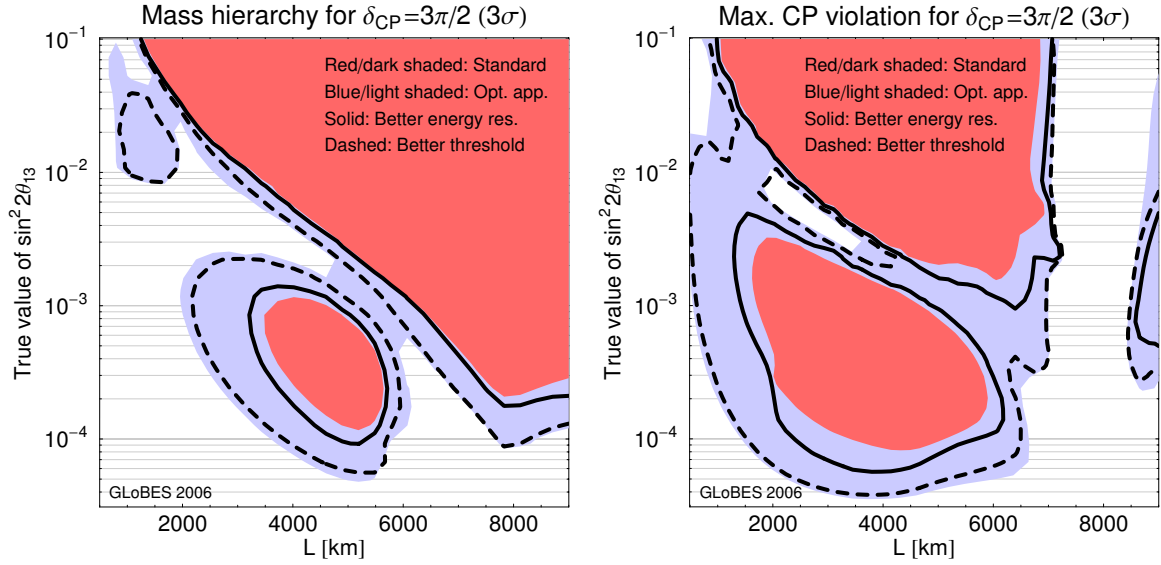 Mass hierarchy for δCP=3π/2 (3σ)
Red/dark shaded: Standard
Blue/light shaded: Opt. app.
Solid: Better energy res.
Dashed: Better threshold
True value of sin² 2θ₁₃
10⁻¹
10⁻²
10⁻³
10⁻⁴
GLoBES 2006
2000 4000 6000 8000
L [km]
Max. CP violation for δCP=3π/2 (3σ)
Red/dark shaded: Standard
Blue/light shaded: Opt. app.
Solid: Better energy res.
Dashed: Better threshold
True value of sin² 2θ₁₃
10⁻¹
10⁻²
10⁻³
10⁻⁴
GLoBES 2006
2000 4000 6000 8000
L [km]